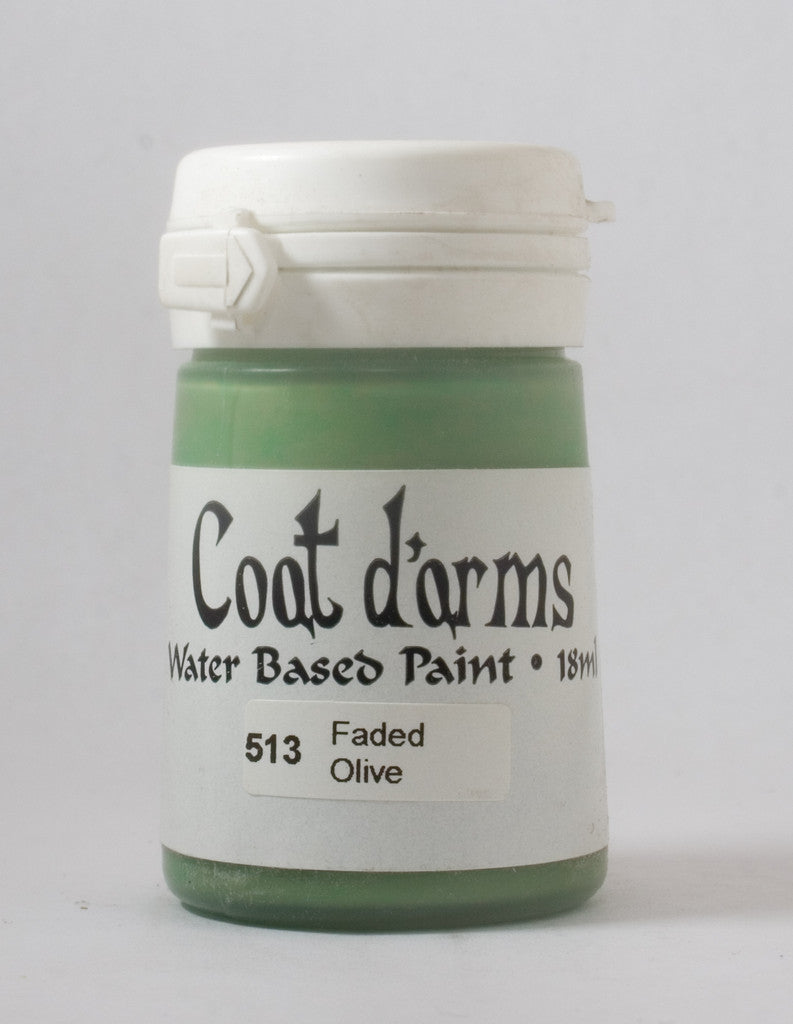 Coat d'arms
Water Based Paint • 18ml
513 Faded
Olive